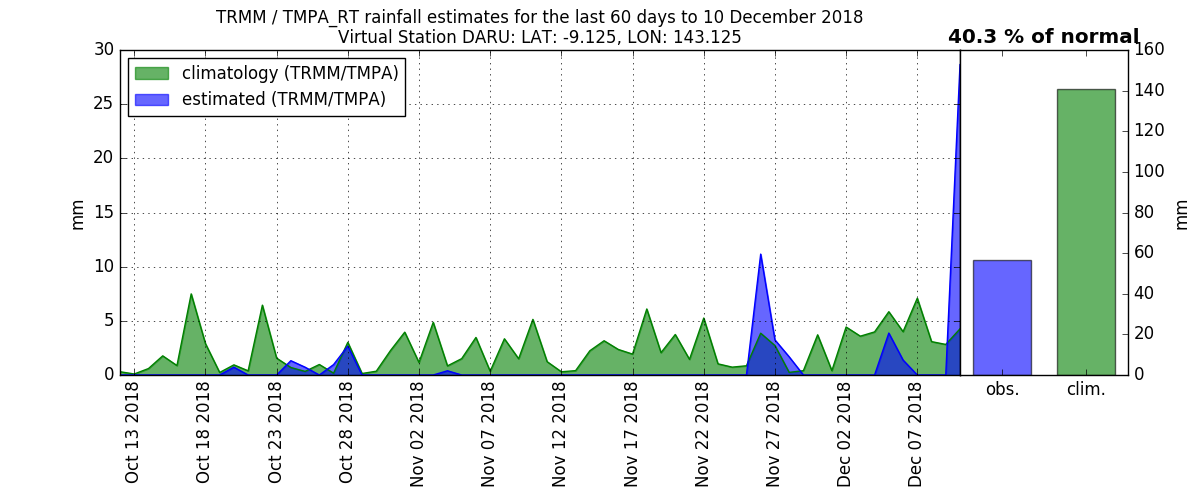 TRMM / TMPA_RT rainfall estimates for the last 60 days to 10 December 2018
Virtual Station DARU: LAT: -9.125, LON: 143.125
40.3 % of normal
climatology (TRMM/TMPA)
estimated (TRMM/TMPA)
30
25
20
15
10
5
0
mm
160
140
120
100
80
60
40
20
0
mm
Oct 13 2018
Oct 18 2018
Oct 23 2018
Oct 28 2018
Nov 02 2018
Nov 07 2018
Nov 12 2018
Nov 17 2018
Nov 22 2018
Nov 27 2018
Dec 02 2018
Dec 07 2018
obs.
clim.